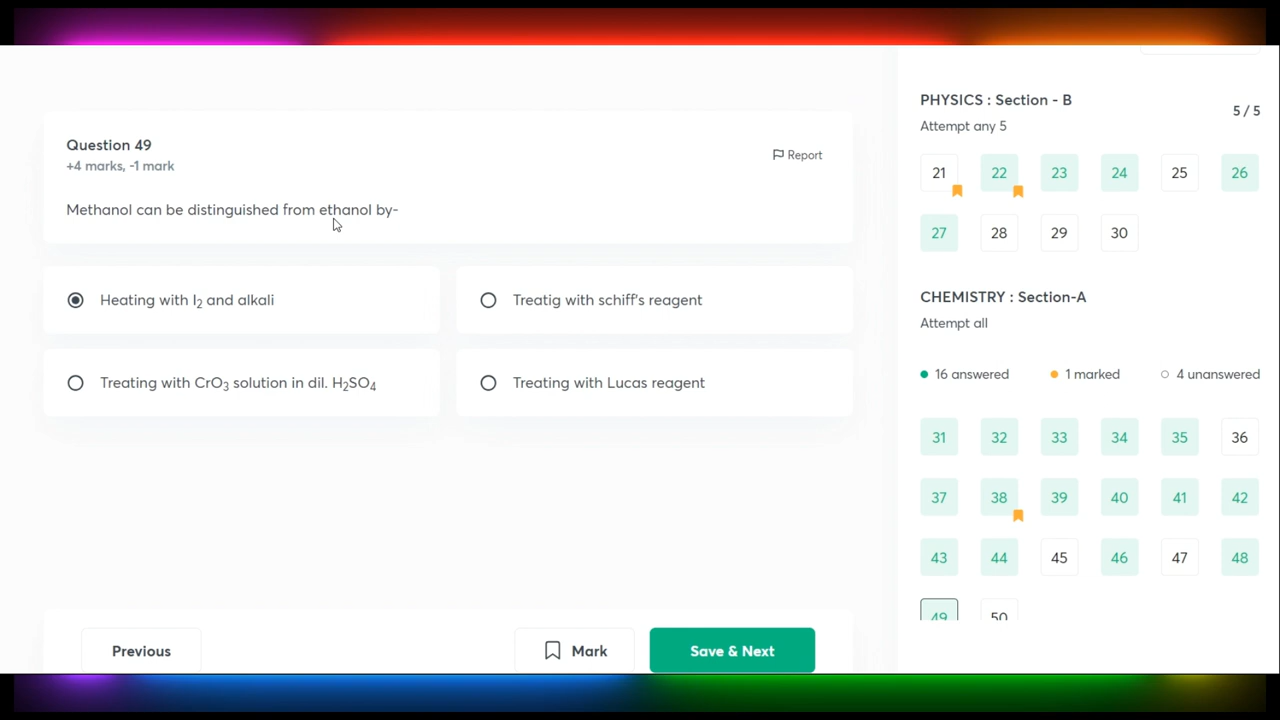 Question 49
+4 marks, -1 mark
Report
Methanol can be distinguished from ethanol by-
Heating with I₂ and alkali
Treatig with schiff's reagent
Treating with CrO₃ solution in dil. H₂SO₄
Treating with Lucas reagent
Previous
Mark
Save & Next
PHYSICS : Section - B
5 / 5
Attempt any 5
21 22 23 24 25 26
27 28 29 30
CHEMISTRY : Section-A
Attempt all
16 answered 1 marked 4 unanswered
31 32 33 34 35 36
37 38 39 40 41 42
43 44 45 46 47 48
49 50